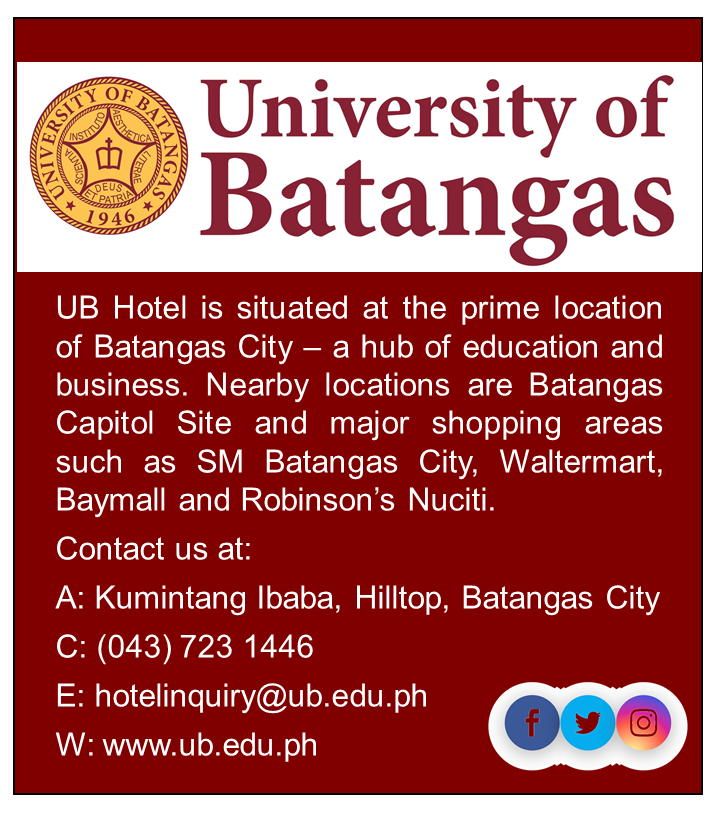 UNIVERSITY OF BATANGAS
INSTITUTIO
AESTHETICA
SCIENTIA
LITERAE
DEUS
ET PATRIA
★ 1946 ★
University of
Batangas
UB Hotel is situated at the prime location
of Batangas City – a hub of education and
business. Nearby locations are Batangas
Capitol Site and major shopping areas
such as SM Batangas City, Waltermart,
Baymall and Robinson’s Nuciti.
Contact us at:
A: Kumintang Ibaba, Hilltop, Batangas City
C: (043) 723 1446
E: hotelinquiry@ub.edu.ph
W: www.ub.edu.ph